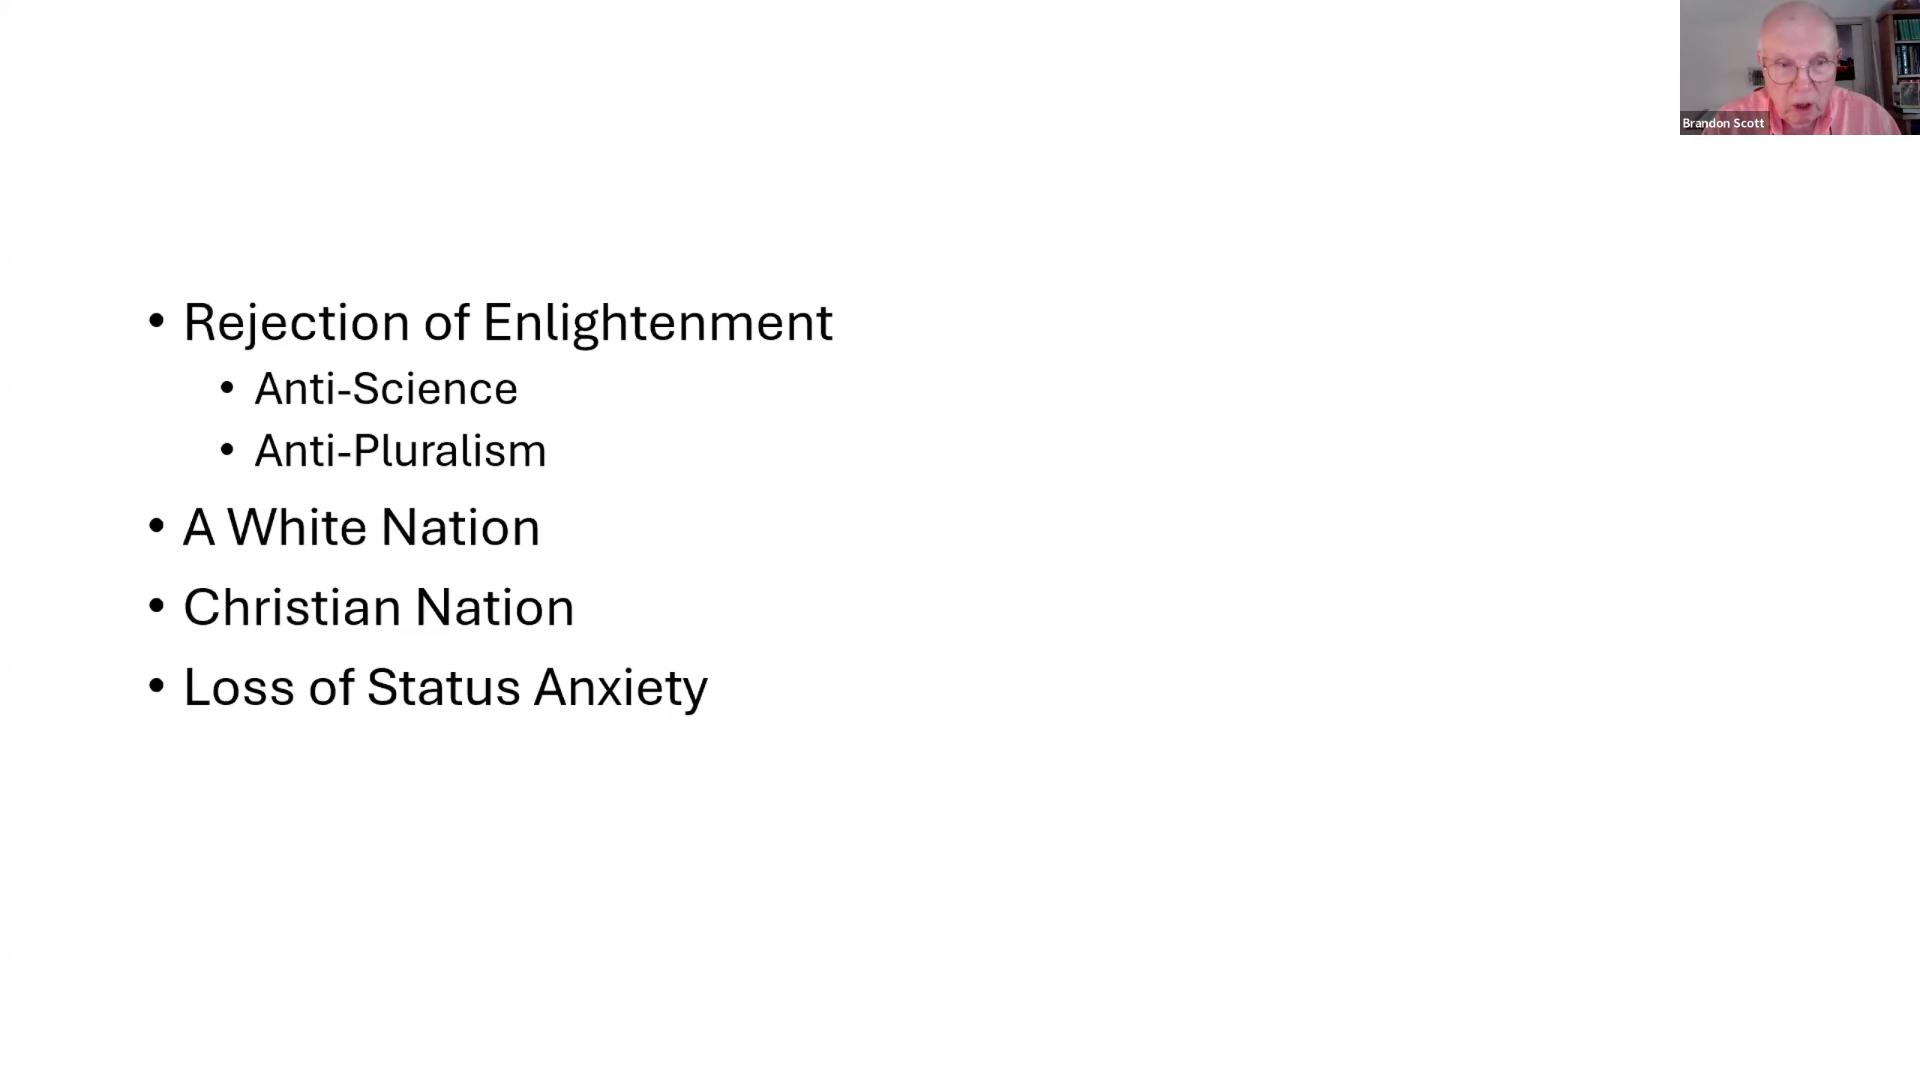 Brandon Scott
• Rejection of Enlightenment
• Anti-Science
• Anti-Pluralism
• A White Nation
• Christian Nation
• Loss of Status Anxiety